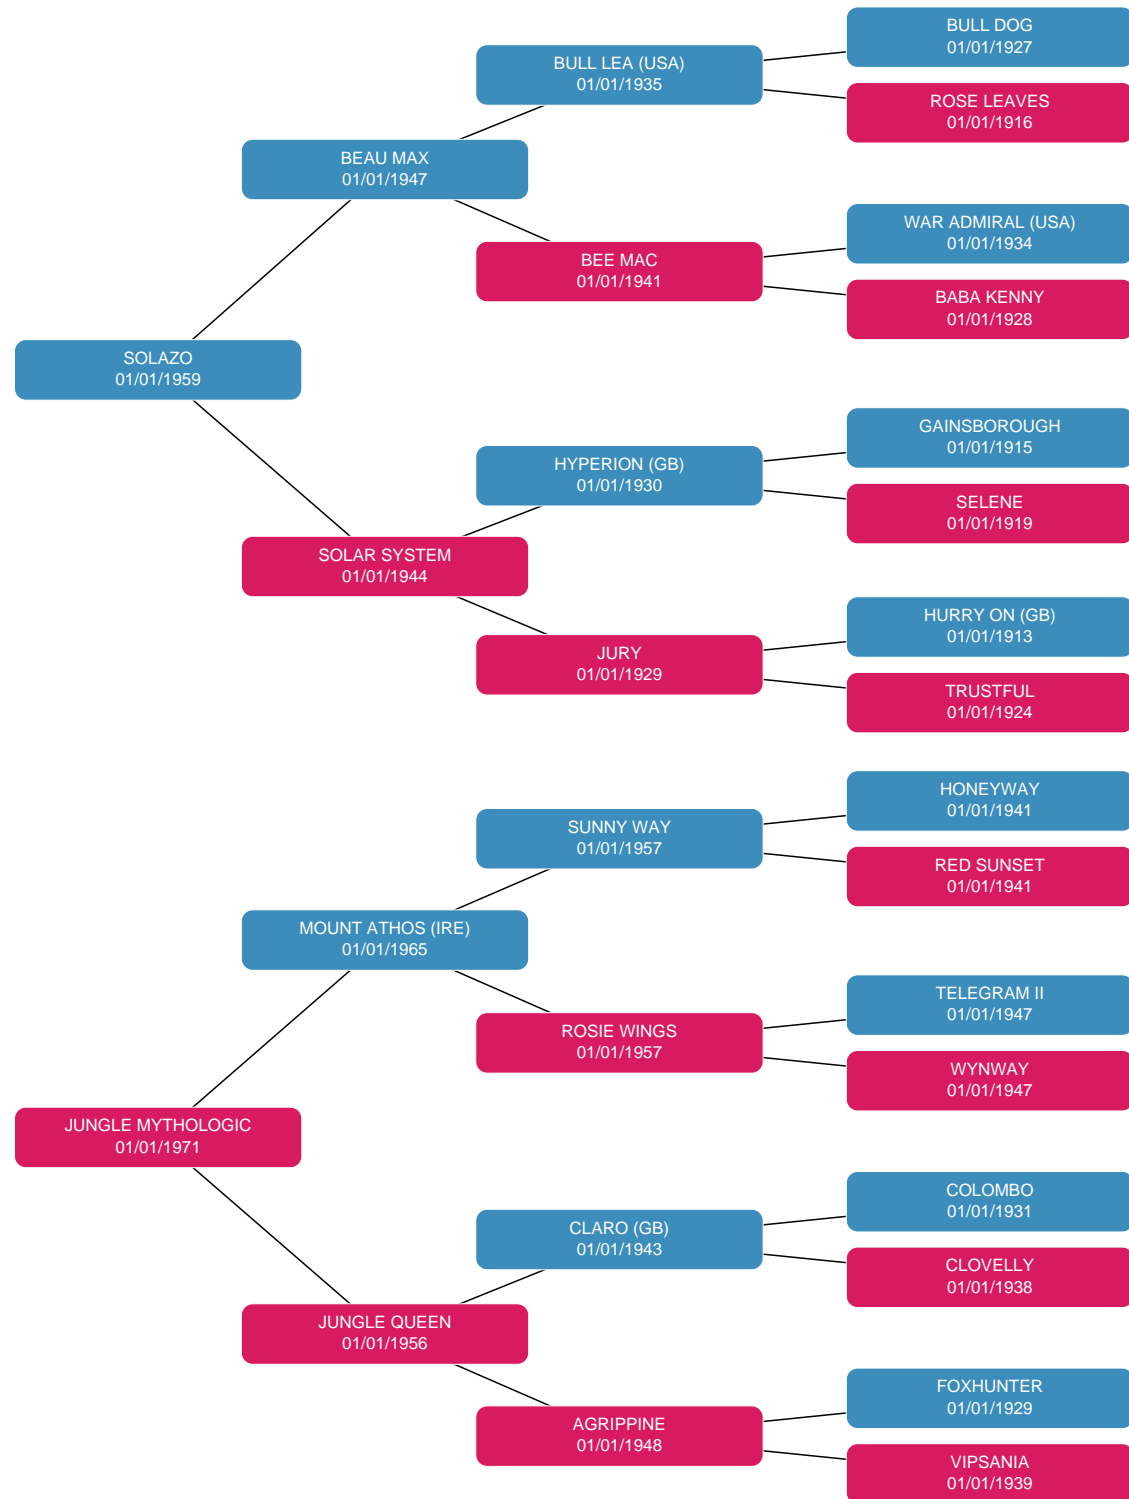 BULL DOG
01/01/1927
BULL LEA (USA)
01/01/1935
ROSE LEAVES
01/01/1916
BEAU MAX
01/01/1947
WAR ADMIRAL (USA)
01/01/1934
BEE MAC
01/01/1941
BABA KENNY
01/01/1928
SOLAZO
01/01/1959
GAINSBOROUGH
01/01/1915
HYPERION (GB)
01/01/1930
SELENE
01/01/1919
SOLAR SYSTEM
01/01/1944
HURRY ON (GB)
01/01/1913
JURY
01/01/1929
TRUSTFUL
01/01/1924
HONEYWAY
01/01/1941
SUNNY WAY
01/01/1957
RED SUNSET
01/01/1941
MOUNT ATHOS (IRE)
01/01/1965
TELEGRAM II
01/01/1947
ROSIE WINGS
01/01/1957
WYNWAY
01/01/1947
JUNGLE MYTHOLOGIC
01/01/1971
COLOMBO
01/01/1931
CLARO (GB)
01/01/1943
CLOVELLY
01/01/1938
JUNGLE QUEEN
01/01/1956
FOXHUNTER
01/01/1929
AGRIPPINE
01/01/1948
VIPSANIA
01/01/1939